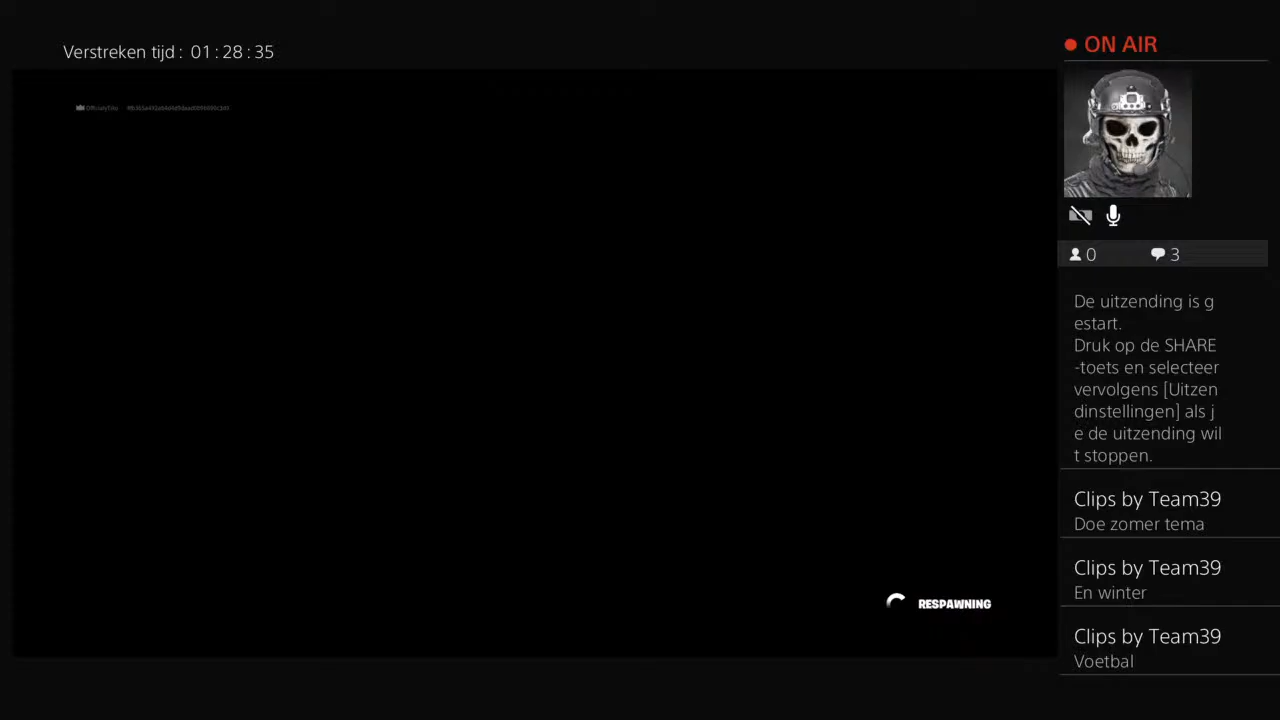 Verstreken tijd : 01 : 28 : 35
ON AIR
0 3
De uitzending is g
estart.
Druk op de SHARE
-toets en selecteer
vervolgens [Uitzen
dinstellingen] als j
e de uitzending wil
t stoppen.
Clips by Team39
Doe zomer tema
Clips by Team39
En winter
Clips by Team39
Voetbal
RESPAWNING